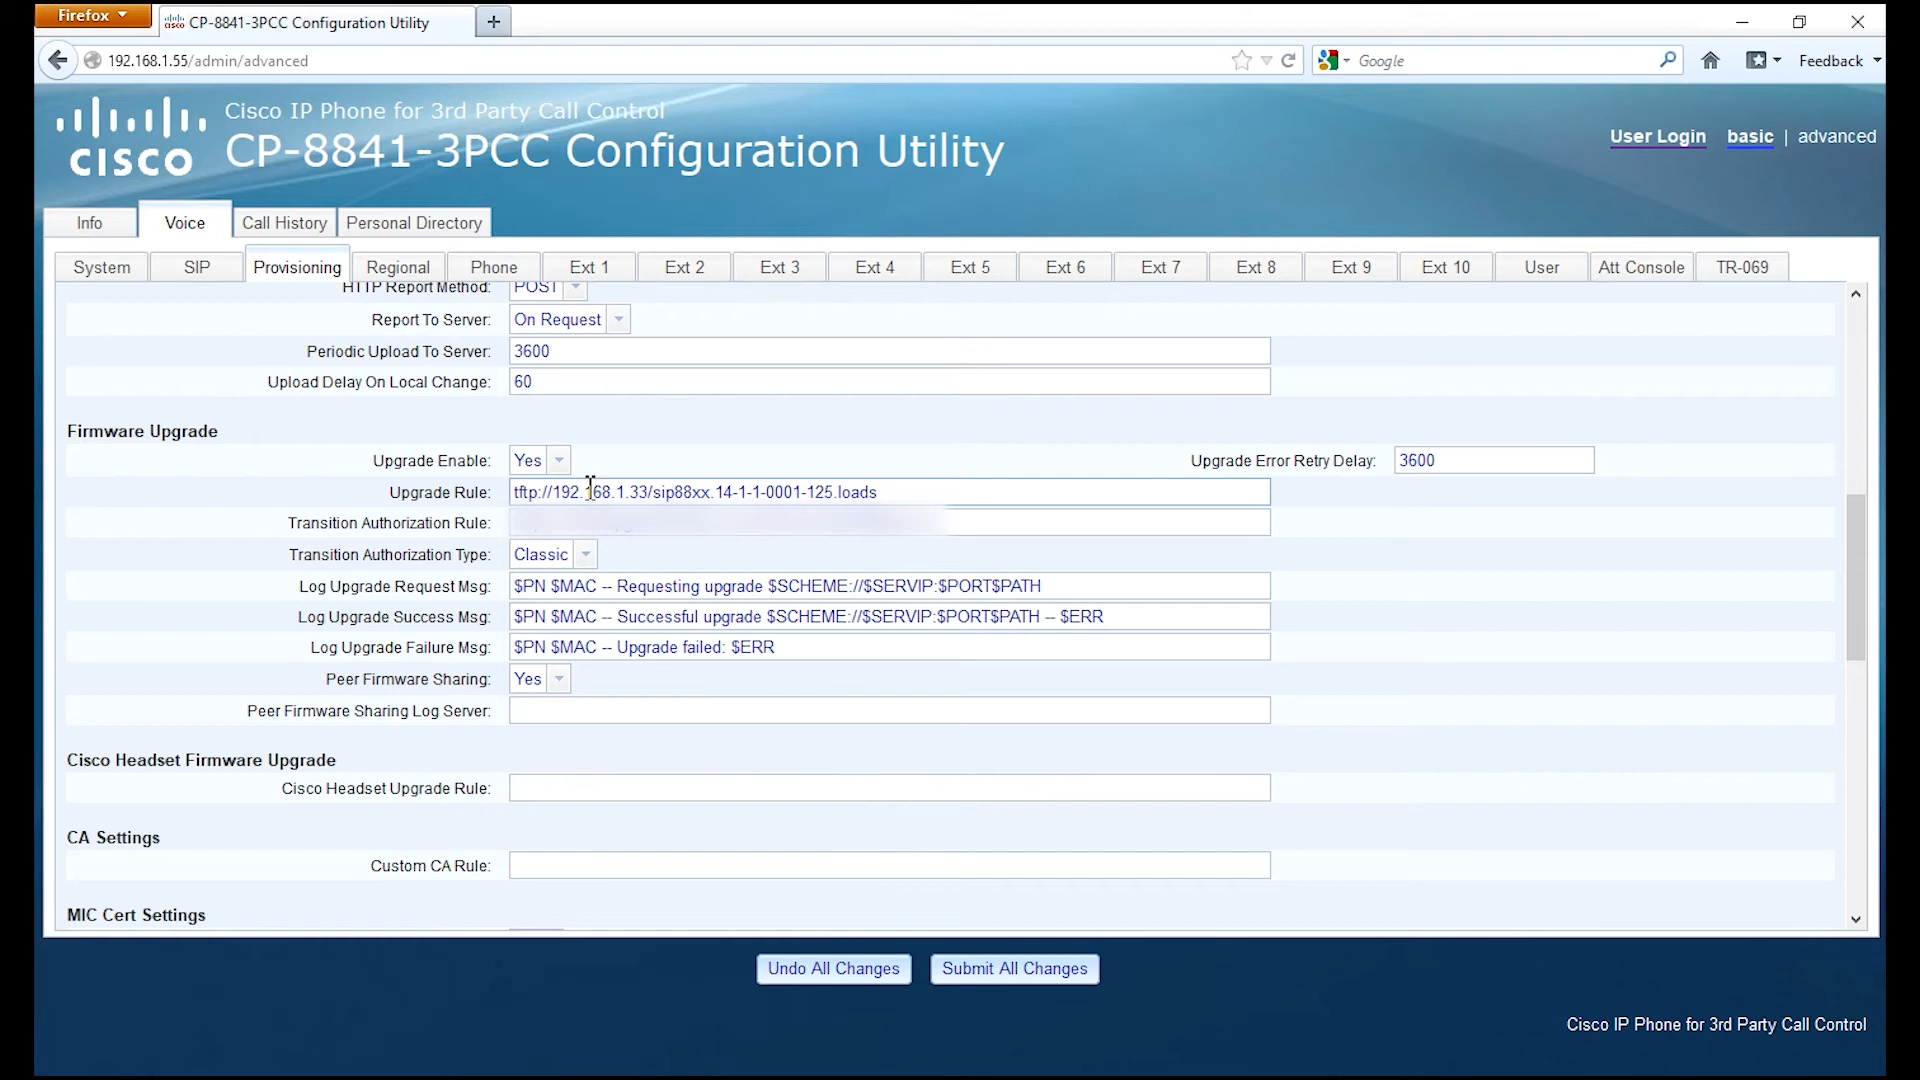 Firefox
CP-8841-3PCC Configuration Utility
192.168.1.55/admin/advanced
Google
Feedback
Cisco IP Phone for 3rd Party Call Control
CISCO
CP-8841-3PCC Configuration Utility
User Login basic | advanced
Info Voice Call History Personal Directory
System SIP Provisioning Regional Phone Ext 1 Ext 2 Ext 3 Ext 4 Ext 5 Ext 6 Ext 7 Ext 8 Ext 9 Ext 10 User Att Console TR-069
HTTP Report Method: POST
Report To Server: On Request
Periodic Upload To Server: 3600
Upload Delay On Local Change: 60
Firmware Upgrade
Upgrade Enable: Yes Upgrade Error Retry Delay: 3600
Upgrade Rule: tftp://192.168.1.33/sip88xx.14-1-1-0001-125.loads
Transition Authorization Rule:
Transition Authorization Type: Classic
Log Upgrade Request Msg: $PN $MAC -- Requesting upgrade $SCHEME://$SERVIP:$PORT$PATH
Log Upgrade Success Msg: $PN $MAC -- Successful upgrade $SCHEME://$SERVIP:$PORT$PATH -- $ERR
Log Upgrade Failure Msg: $PN $MAC -- Upgrade failed: $ERR
Peer Firmware Sharing: Yes
Peer Firmware Sharing Log Server:
Cisco Headset Firmware Upgrade
Cisco Headset Upgrade Rule:
CA Settings
Custom CA Rule:
MIC Cert Settings
Undo All Changes Submit All Changes
Cisco IP Phone for 3rd Party Call Control